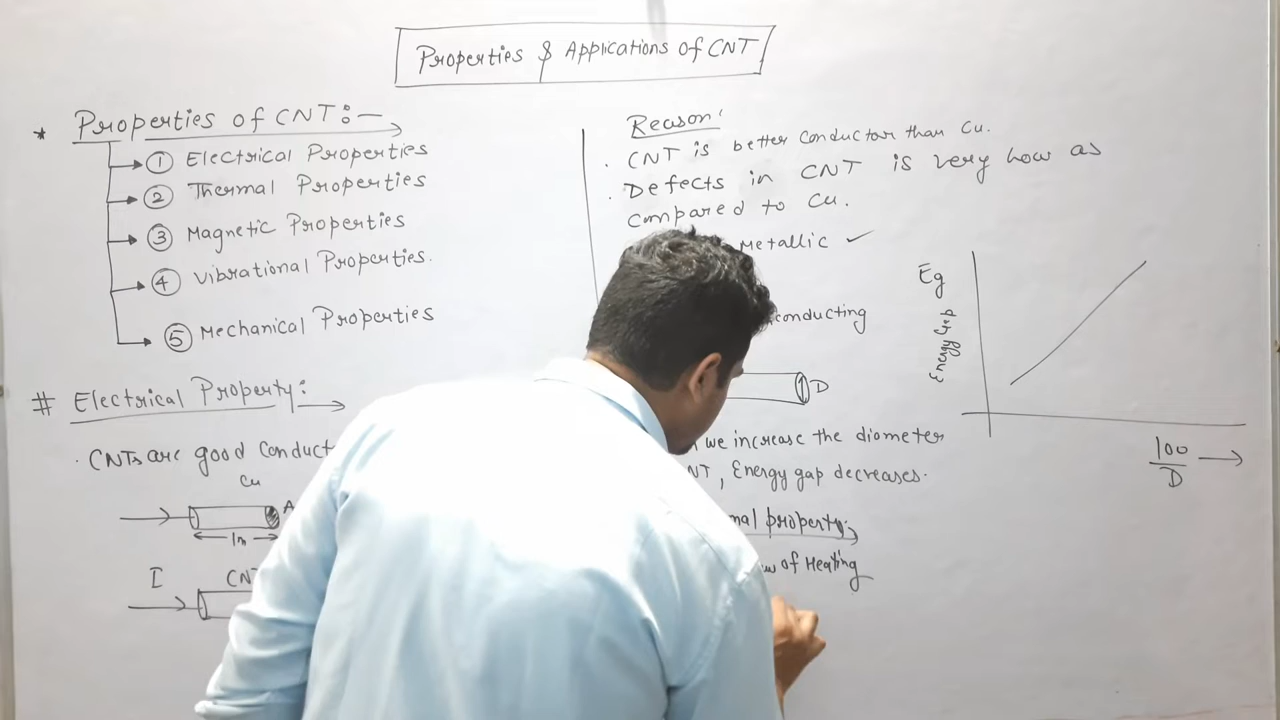 Properties & Applications of CNT
* Properties of CNT:-
① Electrical Properties
② Thermal Properties
③ Magnetic Properties
④ Vibrational Properties.
⑤ Mechanical Properties
# Electrical Property:
. CNTs are good Conduct
Cu
A
1m
I CN
Reason:
. CNT is better conductor than Cu.
. Defects in CNT is very low as
compared to Cu.
Metallic ✓
conducting
D
we increase the diometer
NT, Energy gap decreases.
mal property:
w of Heating
Eg
Energy Gap
100
D